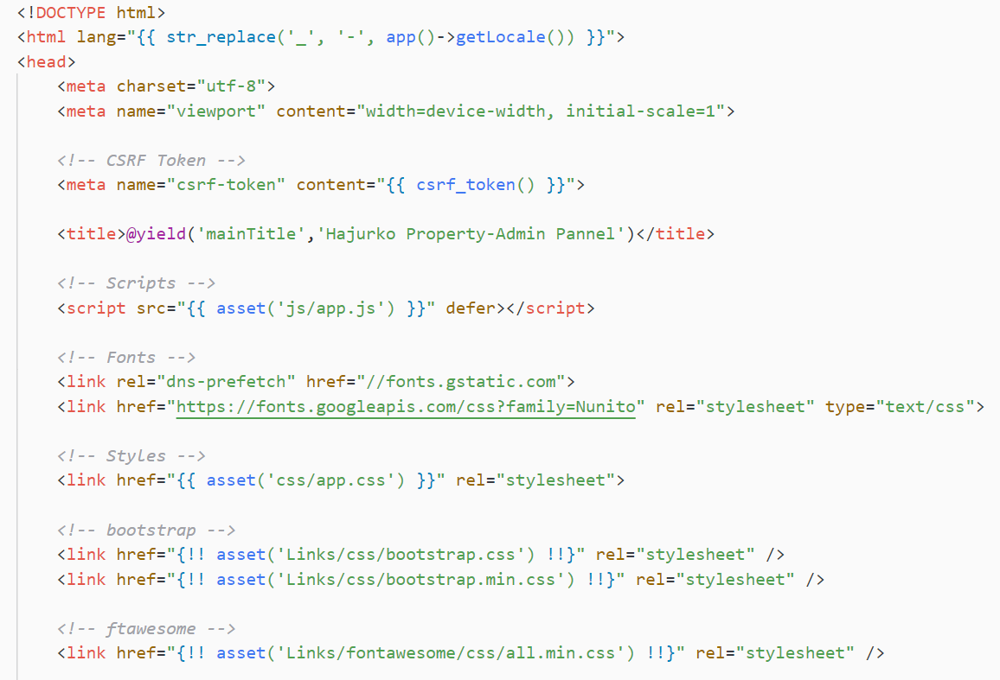 <!DOCTYPE html>
<html lang="{{ str_replace('_', '-', app()->getLocale()) }}">
<head>
    <meta charset="utf-8">
    <meta name="viewport" content="width=device-width, initial-scale=1">

    <!-- CSRF Token -->
    <meta name="csrf-token" content="{{ csrf_token() }}">

    <title>@yield('mainTitle','Hajurko Property-Admin Pannel')</title>

    <!-- Scripts -->
    <script src="{{ asset('js/app.js') }}" defer></script>

    <!-- Fonts -->
    <link rel="dns-prefetch" href="//fonts.gstatic.com">
    <link href="https://fonts.googleapis.com/css?family=Nunito" rel="stylesheet" type="text/css">

    <!-- Styles -->
    <link href="{{ asset('css/app.css') }}" rel="stylesheet">

    <!-- bootstrap -->
    <link href="{!! asset('Links/css/bootstrap.css') !!}" rel="stylesheet" />
    <link href="{!! asset('Links/css/bootstrap.min.css') !!}" rel="stylesheet" />

    <!-- ftawesome -->
    <link href="{!! asset('Links/fontawesome/css/all.min.css') !!}" rel="stylesheet" />